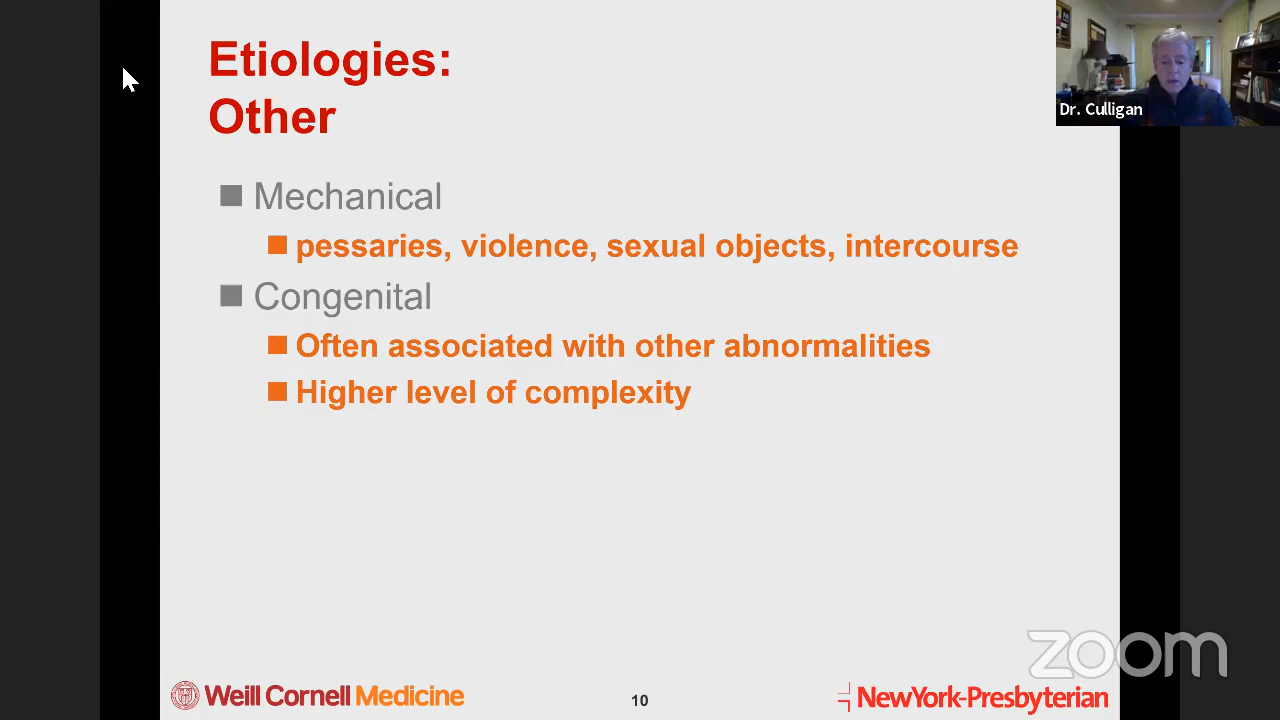 Etiologies:
Other
Dr. Culligan
Mechanical
pessaries, violence, sexual objects, intercourse
Congenital
Often associated with other abnormalities
Higher level of complexity
zoom
Weill Cornell Medicine
10
NewYork-Presbyterian